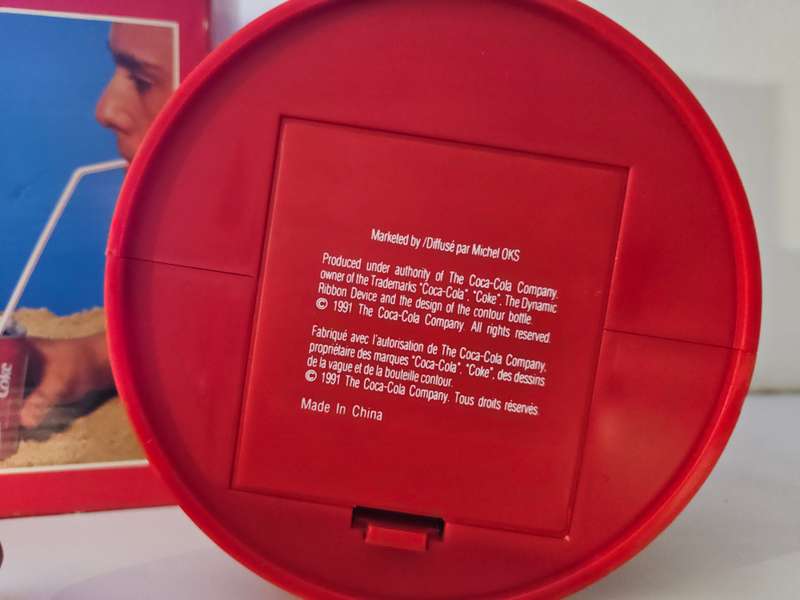 Marketed by /Diffusé par Michel OKS
Produced under authority of The Coca-Cola Company,
owner of the Trademarks "Coca-Cola". "Coke". The Dynamic
Ribbon Device and the design of the contour bottle.
© 1991 The Coca-Cola Company. All rights reserved.
Fabriqué avec l'autorisation de The Coca-Cola Company,
propriétaire des marques "Coca-Cola". "Coke". des dessins
de la vague et de la bouteille contour.
© 1991 The Coca-Cola Company. Tous droits réservés.
Made In China
Coke